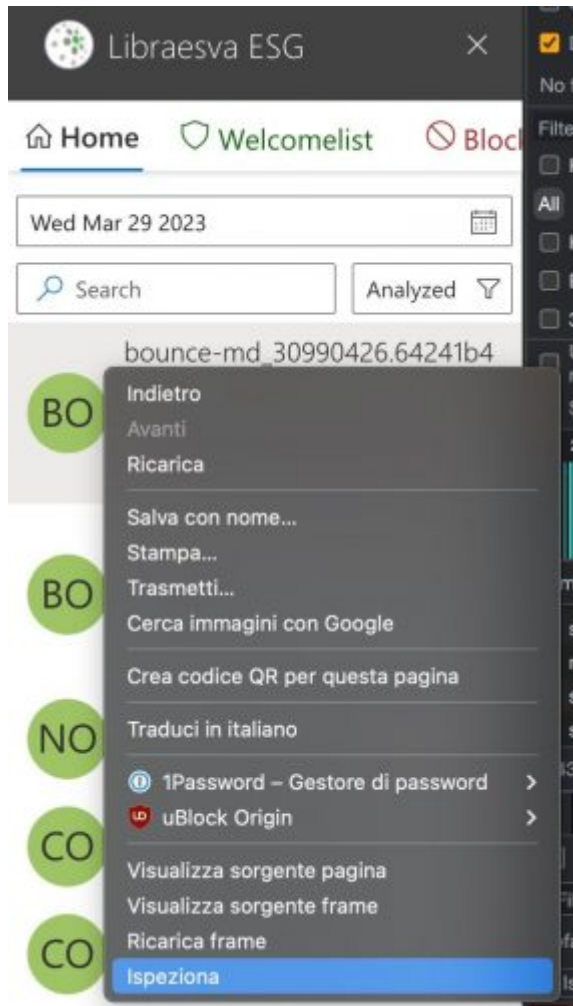 Libraesva ESG
Home Welcomelist Block
Wed Mar 29 2023
Search Analyzed
bounce-md_30990426.64241b4
BO
Indietro
Avanti
Ricarica
Salva con nome...
Stampa...
BO
Trasmetti...
Cerca immagini con Google
Crea codice QR per questa pagina
NO
Traduci in italiano
1Password – Gestore di password
uBlock Origin
CO
Visualizza sorgente pagina
Visualizza sorgente frame
Ricarica frame
CO
Ispeziona
All